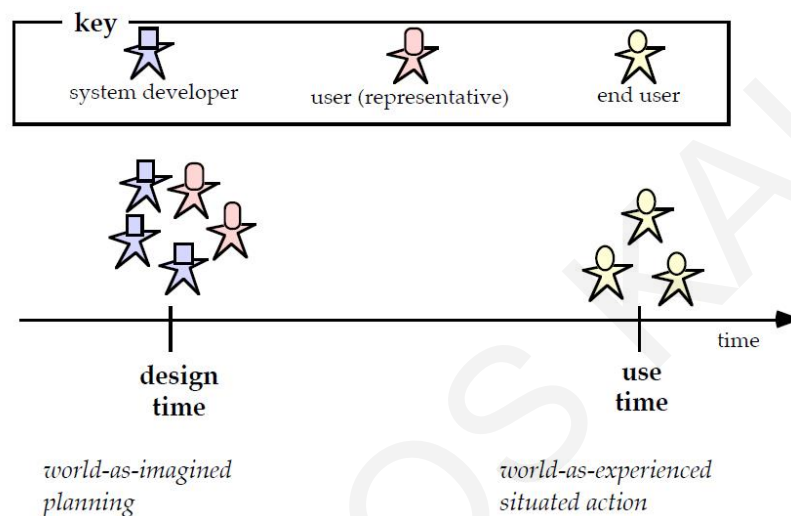 key
system developer
user (representative)
end user
time
design
time
use
time
world-as-imagined
planning
world-as-experienced
situated action